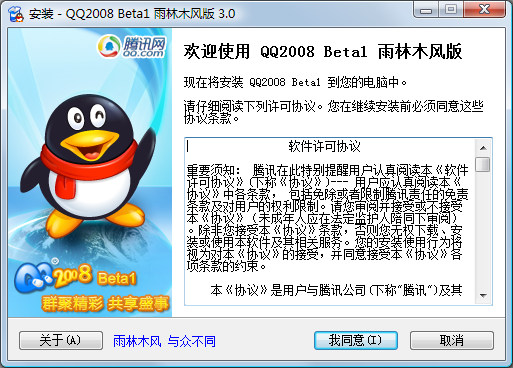 安装 - QQ2008 Beta1 雨林木风版 3.0
腾讯网
QQ.com
欢迎使用 QQ2008 Beta1 雨林木风版
现在将安装 QQ2008 Beta1 到您的电脑中。
请仔细阅读下列许可协议。您在继续安装前必须同意这些
协议条款。
软件许可协议
重要须知： 腾讯在此特别提醒用户认真阅读本《软件
许可协议》(下称《协议》)--- 用户应认真阅读本《
协议》中各条款， 包括免除或者限制腾讯责任的免责
条款及对用户的权利限制。请您审阅并接受或不接受
本《协议》（未成年人应在法定监护人陪同下审阅）
。除非您接受本《协议》条款，否则您无权下载、安
装或使用本软件及其相关服务。您的安装使用行为将
视为对本《协议》的接受，并同意接受本《协议》各
项条款的约束。
本《协议》是用户与腾讯公司(下称"腾讯")及其
QQ2008 Beta1
群聚精彩 共享盛事
关于(A)
雨林木风 与众不同
我同意(I)
取消